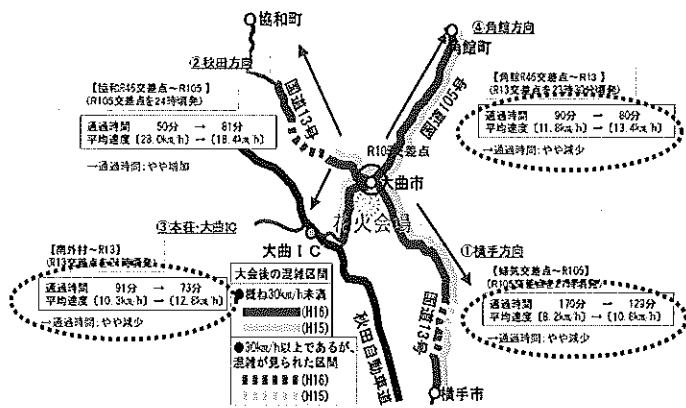 協和町
④角館方向
角館町
②秋田方向
【協和R46交差点～R105】
(R105交差点を24時頃発)
通過時間 50分 → 81分
平均速度 (28.0km/h) → (18.4km/h)
→通過時間:やや増加
国道13号
国道105号
【角館R46交差点～R13】
(R13交差点を23時30分頃発)
通過時間 90分 → 80分
平均速度 (11.8km/h) → (13.4km/h)
→通過時間:やや減少
R105交差点
大曲市
花火会場
③本荘・大曲IC
大曲IC
【南外村～R13】
通過時間 91分 → 73分
平均速度 (10.3km/h) → (12.8km/h)
→通過時間:やや減少
①横手方向
通過時間 170分 → 129分
平均速度 (8.2km/h) → (10.8km/h)
→通過時間:やや減少
大会後の混雑区間
●概ね30km/h未満
(H16)
(H15)
●30km/h以上であるが、
混雑が見られた区間
(H16)
(H15)
秋田自動車道
国道13号
横手市